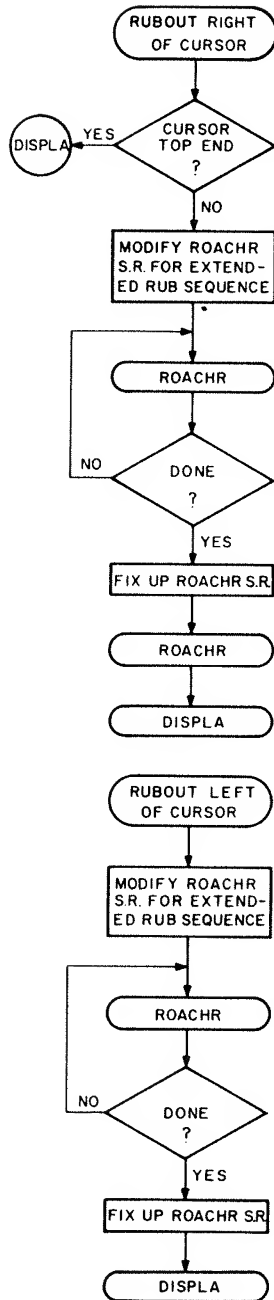 RUBOUT RIGHT
OF CURSOR
CURSOR
TOP END
?
YES
DISPLA
NO
MODIFY ROACHR
S.R. FOR EXTEND-
ED RUB SEQUENCE
ROACHR
DONE
?
NO
YES
FIX UP ROACHR S.R.
ROACHR
DISPLA
RUBOUT LEFT
OF CURSOR
MODIFY ROACHR
S.R. FOR EXTEND-
ED RUB SEQUENCE
ROACHR
DONE
?
NO
YES
FIX UP ROACHR S.R.
DISPLA